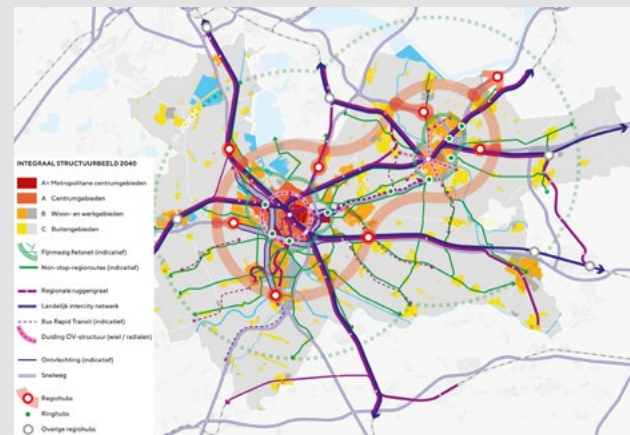 INTEGRAAL STRUCTUURBEELD 2040
A+ Metropolitane centrumgebieden
A Centrumgebieden
B Woon- en werkgebieden
C Buitengebieden
Fijnmazig fietsnet (indicatief)
Non-stop-regioroutes (indicatief)
Regionale ruggengraat
Landelijk intercity netwerk
Bus Rapid Transit (indicatief)
Duiding OV-structuur (wiel / radialen)
Ontvlechting (indicatief)
Snelweg
Regiohubs
Ringhubs
Overige regiohubs